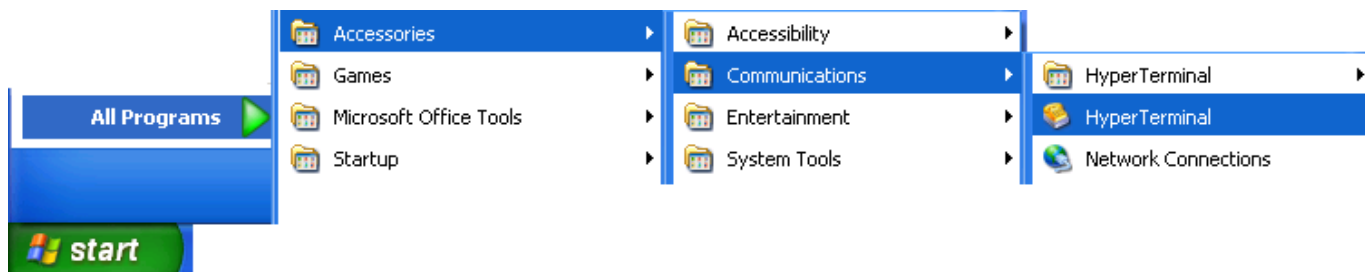 Accessories
Games
Microsoft Office Tools
Startup
Accessibility
Communications
Entertainment
System Tools
HyperTerminal
HyperTerminal
Network Connections
All Programs
start